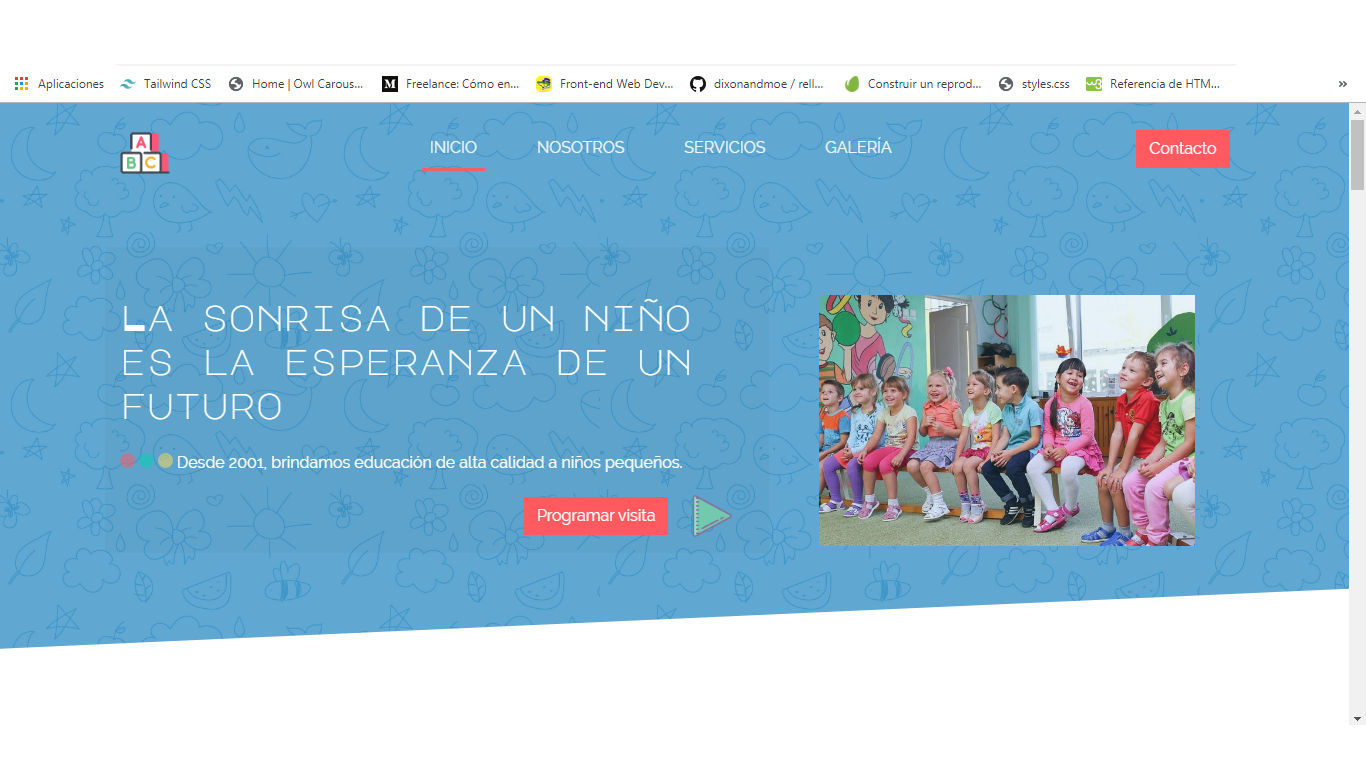 Aplicaciones Tailwind CSS Home | Owl Carous... M Freelance: Cómo en... Front-end Web Dev... dixonandmoe / rell... Construir un reprod... styles.css w3 Referencia de HTM... »
A
B C
INICIO NOSOTROS SERVICIOS GALERÍA Contacto
LA SONRISA DE UN NIÑO
ES LA ESPERANZA DE UN
FUTURO
Desde 2001, brindamos educación de alta calidad a niños pequeños.
Programar visita